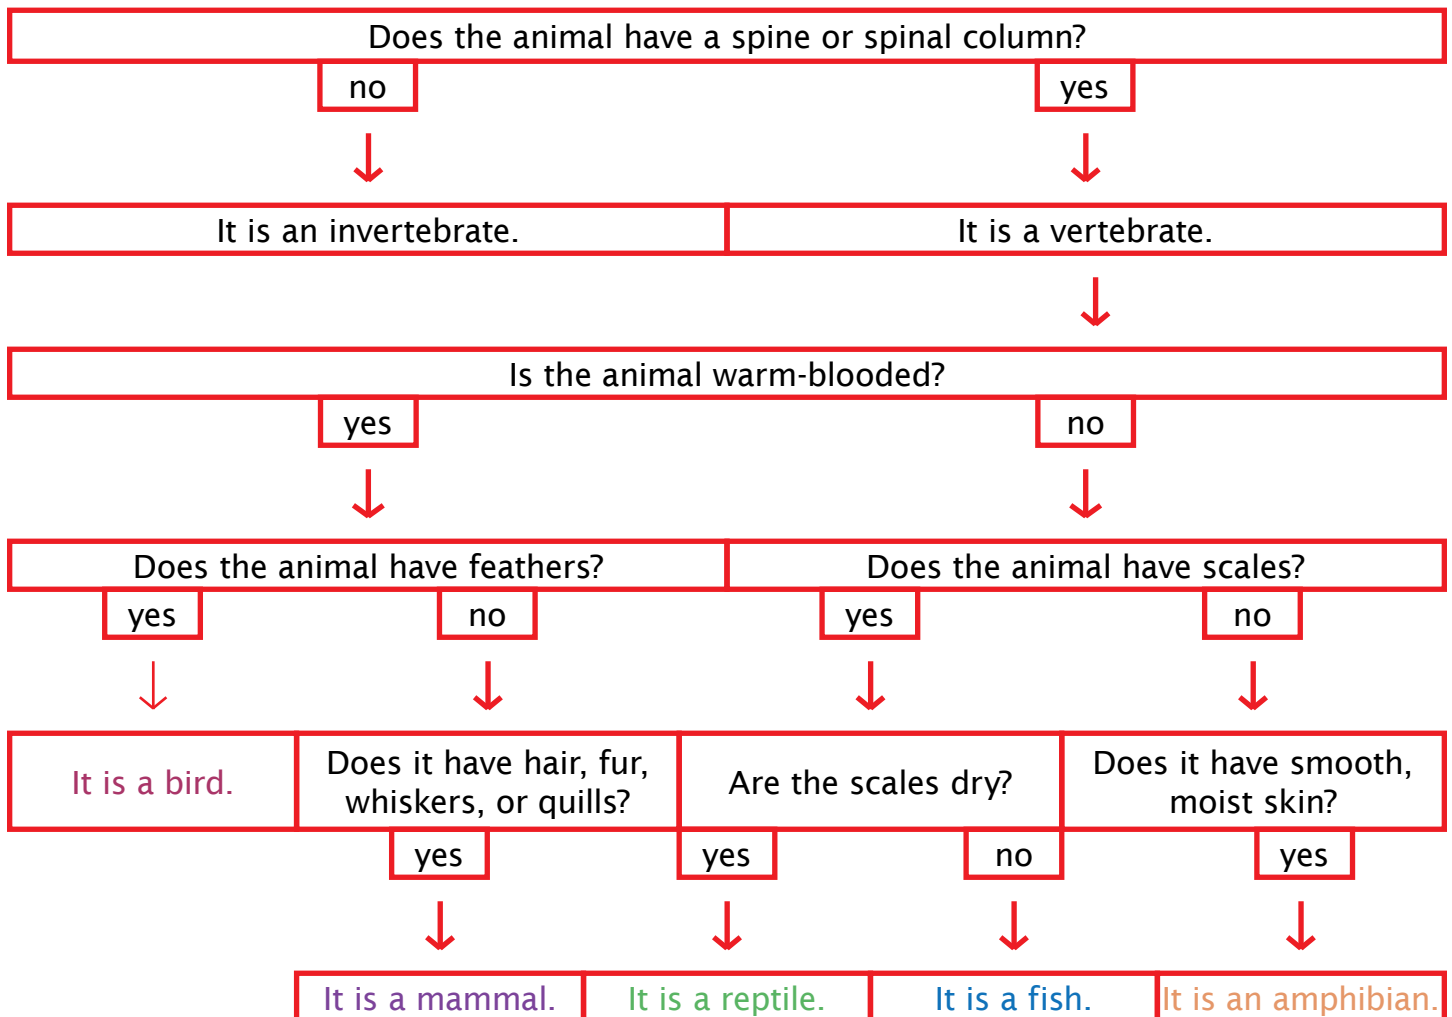 Does the animal have a spine or spinal column?
no
yes
It is an invertebrate.
It is a vertebrate.
Is the animal warm-blooded?
yes
no
Does the animal have feathers?
Does the animal have scales?
yes
no
yes
no
It is a bird.
Does it have hair, fur,
whiskers, or quills?
Are the scales dry?
Does it have smooth,
moist skin?
yes
yes
no
yes
It is a mammal.
It is a reptile.
It is a fish.
It is an amphibian.